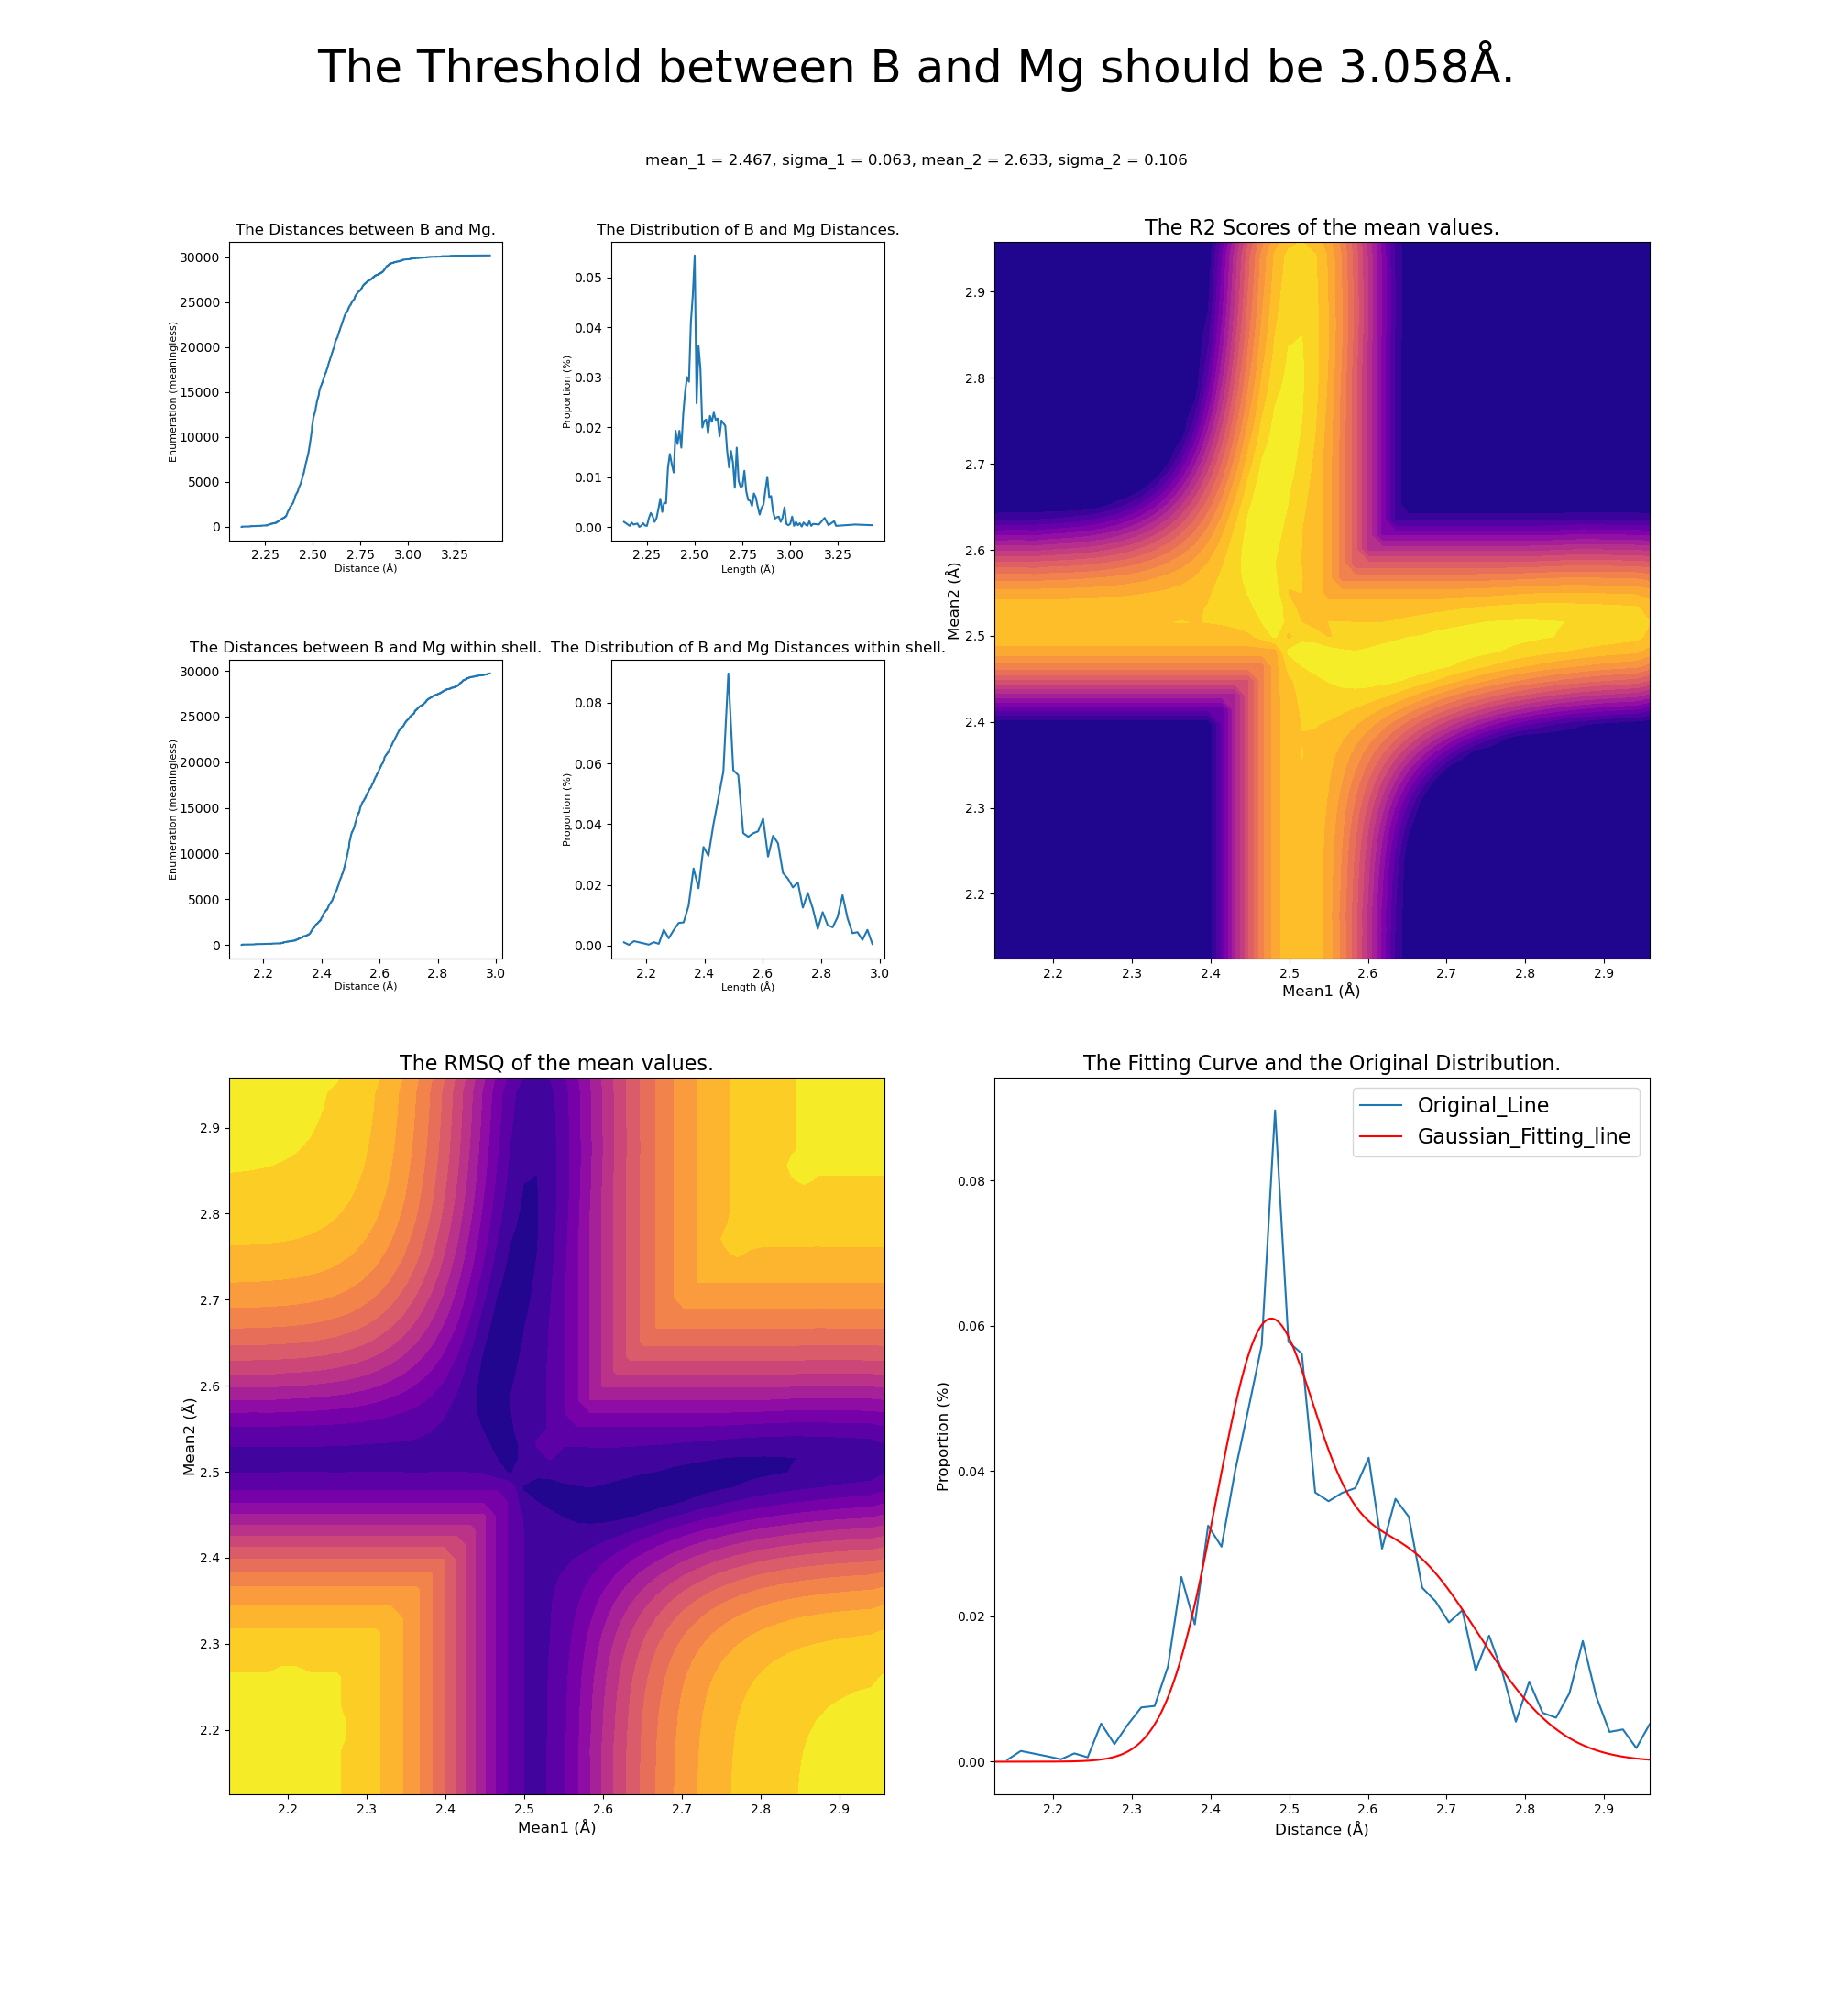 The Threshold between B and Mg should be 3.058Å.
mean_1 = 2.467, sigma_1 = 0.063, mean_2 = 2.633, sigma_2 = 0.106
The Distances between B and Mg.
Enumeration (meaningless)
30000
25000
20000
15000
10000
5000
0
2.25 2.50 2.75 3.00 3.25
Distance (Å)
The Distribution of B and Mg Distances.
Proportion (%)
0.05
0.04
0.03
0.02
0.01
0.00
2.25 2.50 2.75 3.00 3.25
Length (Å)
The R2 Scores of the mean values.
Mean2 (Å)
2.9
2.8
2.7
2.6
2.5
2.4
2.3
2.2
2.2 2.3 2.4 2.5 2.6 2.7 2.8 2.9
Mean1 (Å)
The Distances between B and Mg within shell.
Enumeration (meaningless)
30000
25000
20000
15000
10000
5000
0
2.2 2.4 2.6 2.8 3.0
Distance (Å)
The Distribution of B and Mg Distances within shell.
Proportion (%)
0.08
0.06
0.04
0.02
0.00
2.2 2.4 2.6 2.8 3.0
Length (Å)
The RMSQ of the mean values.
Mean2 (Å)
2.9
2.8
2.7
2.6
2.5
2.4
2.3
2.2
2.2 2.3 2.4 2.5 2.6 2.7 2.8 2.9
Mean1 (Å)
The Fitting Curve and the Original Distribution.
Original_Line
Gaussian_Fitting_line
Proportion (%)
0.08
0.06
0.04
0.02
0.00
2.2 2.3 2.4 2.5 2.6 2.7 2.8 2.9
Distance (Å)